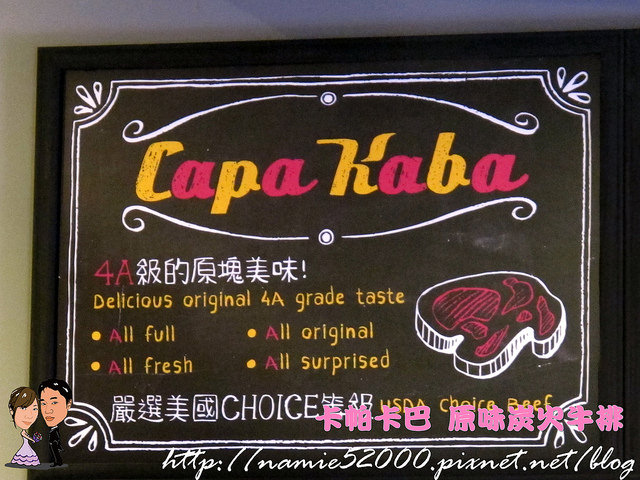 Capa Kaba
4A級的原塊美味!
Delicious original 4A grade taste
All full
All original
All fresh
All surprised
嚴選美國CHOICE等級 USDA Choice Beef
卡帕卡巴 原味炭火牛排
http://namie52000.pixnet.net/blog